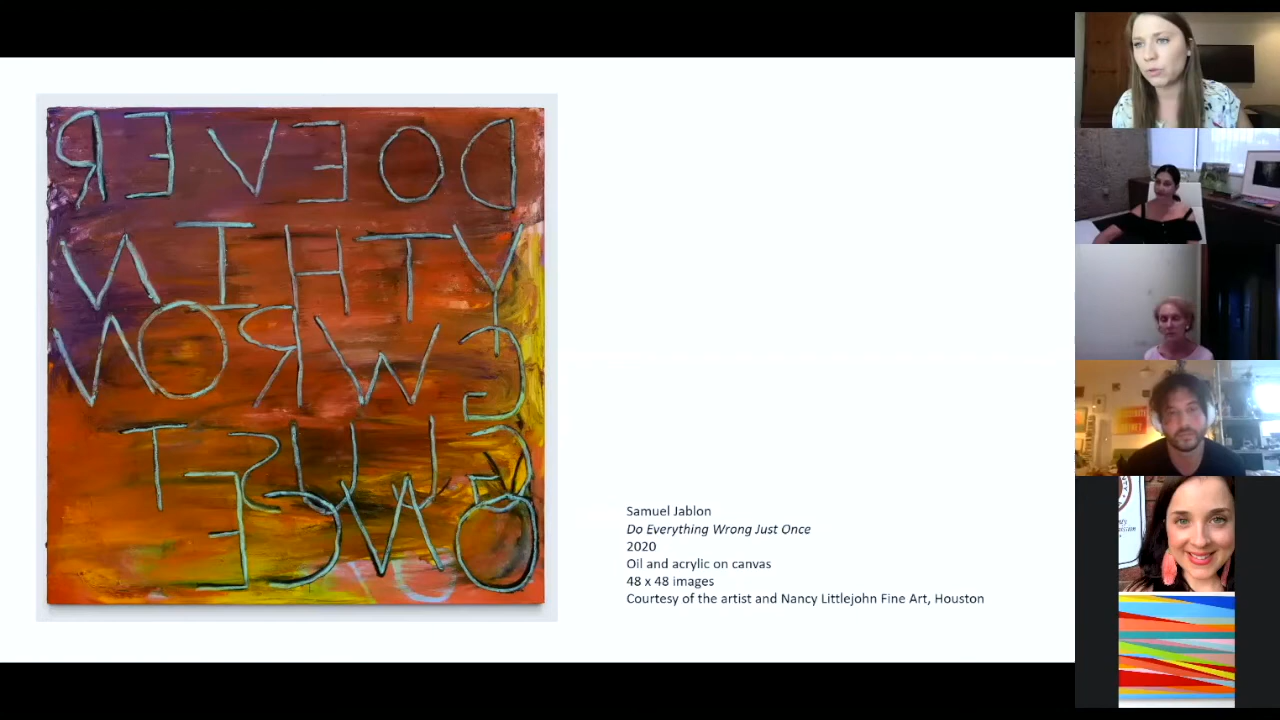 DO EVER
YTHIN
G WRON
G JUST
ONCE
Samuel Jablon
Do Everything Wrong Just Once
2020
Oil and acrylic on canvas
48 x 48 images
Courtesy of the artist and Nancy Littlejohn Fine Art, Houston